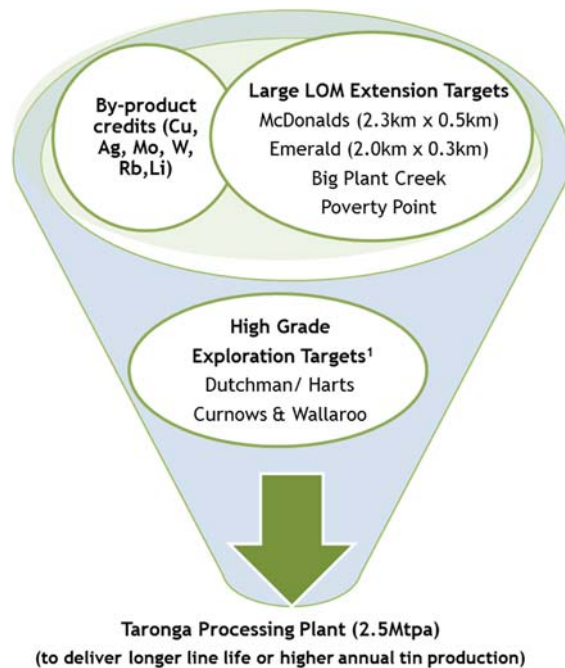 By-product
credits (Cu,
Ag, Mo, W,
Rb,Li)
Large LOM Extension Targets
McDonalds (2.3km x 0.5km)
Emerald (2.0km x 0.3km)
Big Plant Creek
Poverty Point
High Grade
Exploration Targets¹
Dutchman/ Harts
Curnows & Wallaroo
Taronga Processing Plant (2.5Mtpa)
(to deliver longer line life or higher annual tin production)